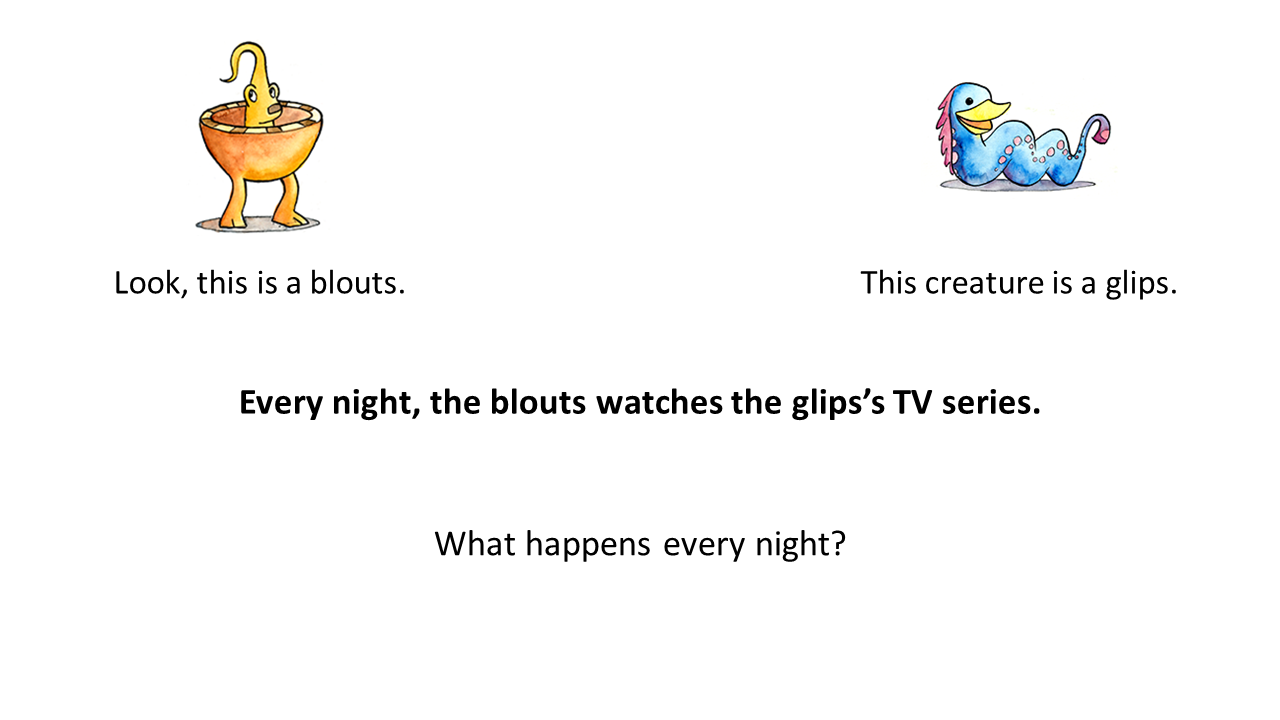 Look, this is a blouts.
This creature is a glips.
Every night, the blouts watches the glips’s TV series.
What happens every night?